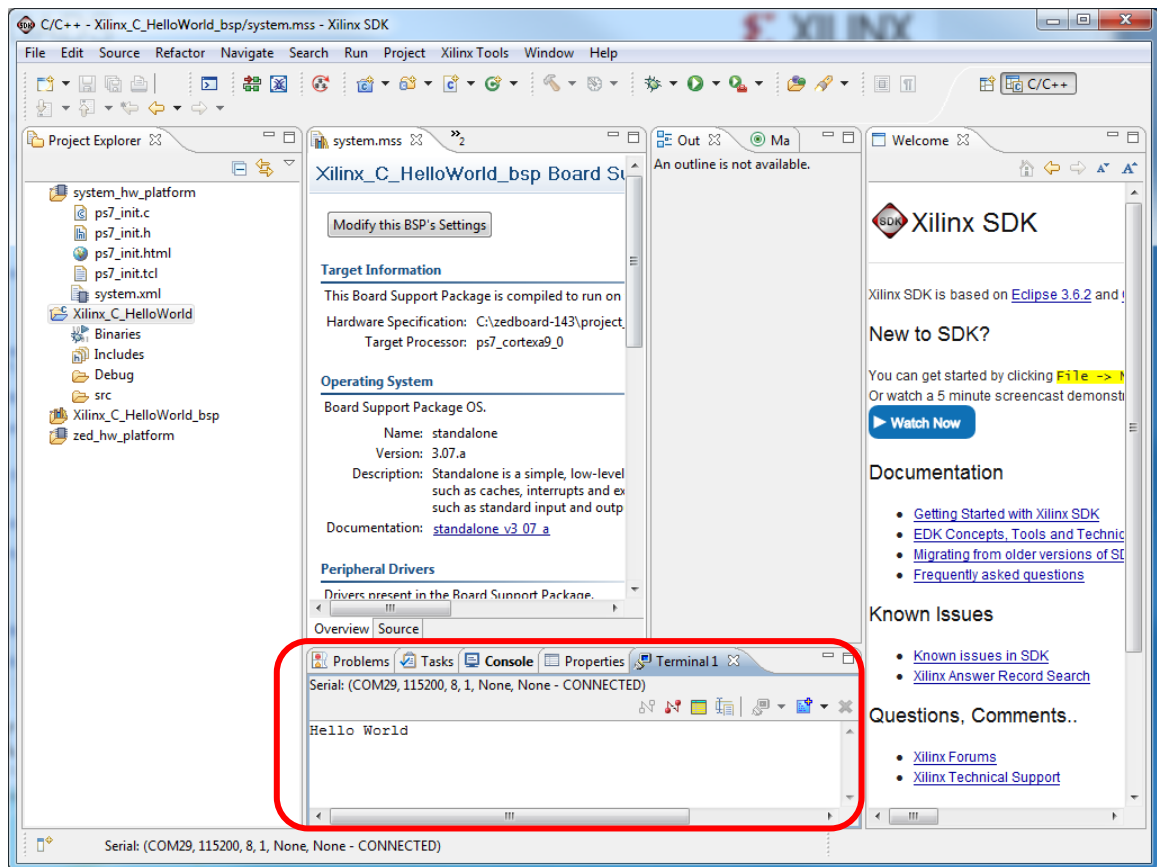 C/C++ - Xilinx_C_HelloWorld_bsp/system.mss - Xilinx SDK
XILINX
File Edit Source Refactor Navigate Search Run Project Xilinx Tools Window Help
C/C++
Project Explorer
system_hw_platform
ps7_init.c
ps7_init.h
ps7_init.html
ps7_init.tcl
system.xml
Xilinx_C_HelloWorld
Binaries
Includes
Debug
src
Xilinx_C_HelloWorld_bsp
zed_hw_platform
system.mss »2
Xilinx_C_HelloWorld_bsp Board Su
Modify this BSP's Settings
Target Information
This Board Support Package is compiled to run on
Hardware Specification: C:\zedboard-143\project_
Target Processor: ps7_cortexa9_0
Operating System
Board Support Package OS.
Name: standalone
Version: 3.07.a
Description: Standalone is a simple, low-level
such as caches, interrupts and ex
such as standard input and outp
Documentation: standalone_v3_07_a
Peripheral Drivers
Drivers present in the Board Support Package.
Overview Source
Out Ma
An outline is not available.
Welcome
SDK Xilinx SDK
Xilinx SDK is based on Eclipse 3.6.2 and
New to SDK?
You can get started by clicking File -> N
Or watch a 5 minute screencast demonst
Watch Now
Documentation
Getting Started with Xilinx SDK
EDK Concepts, Tools and Technic
Migrating from older versions of SD
Frequently asked questions
Known Issues
Known issues in SDK
Xilinx Answer Record Search
Questions, Comments..
Xilinx Forums
Xilinx Technical Support
Problems Tasks Console Properties Terminal 1
Serial: (COM29, 115200, 8, 1, None, None - CONNECTED)
Hello World
Serial: (COM29, 115200, 8, 1, None, None - CONNECTED)